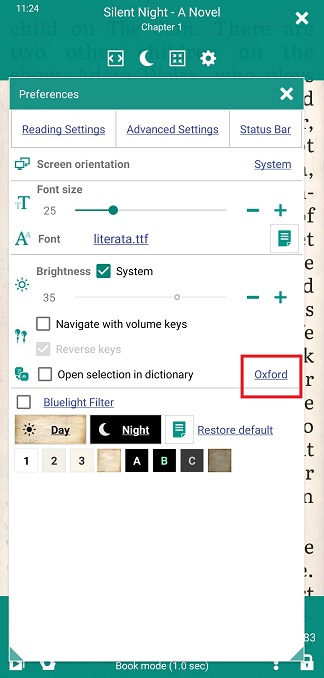 11:24
Silent Night - A Novel
Chapter 1
child on The son. There are
two other children on the
Preferences
Reading Settings
Advanced Settings
Status Bar
Screen orientation
System
Font size
25
Font
literata.ttf
Brightness
System
35
Navigate with volume keys
Reverse keys
Open selection in dictionary
Oxford
Bluelight Filter
Day
Night
Restore default
1
2
3
A
B
C
Book mode (1.0 sec)